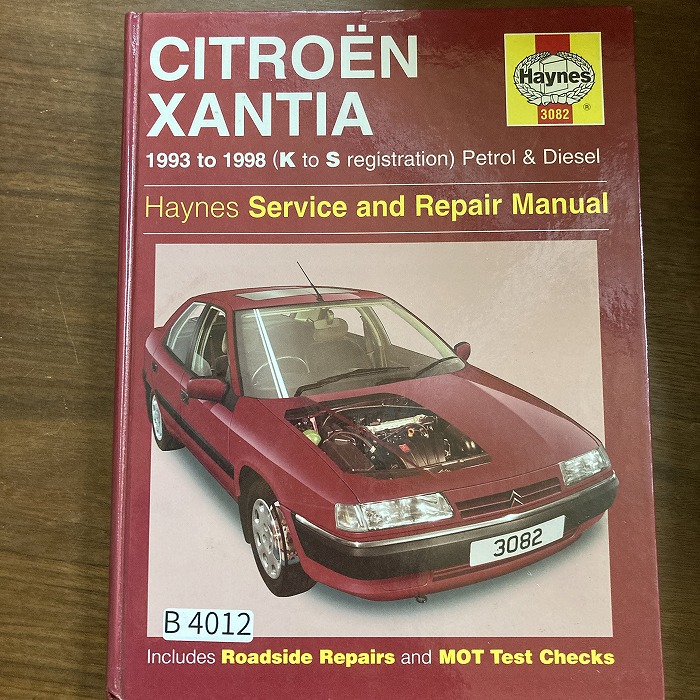 CITROËN
XANTIA
Haynes
3082
®
1993 to 1998 (K to S registration) Petrol & Diesel
Haynes Service and Repair Manual
3082
B 4012
Includes Roadside Repairs and MOT Test Checks